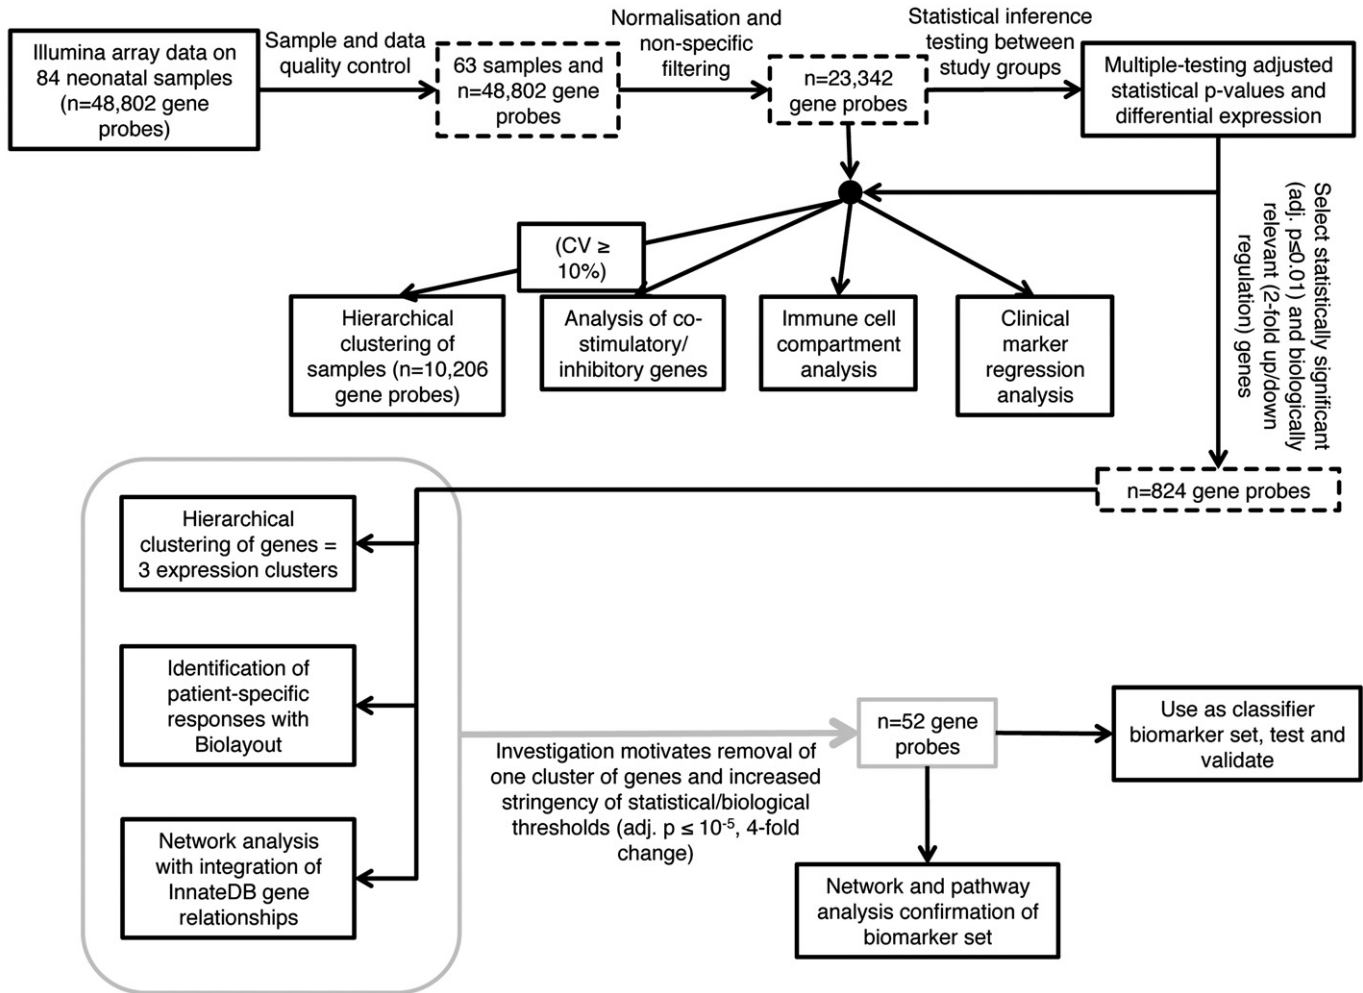 Illumina array data on
84 neonatal samples
(n=48,802 gene
probes)
Sample and data
quality control
63 samples and
n=48,802 gene
probes
Normalisation and
non-specific
filtering
n=23,342
gene probes
Statistical inference
testing between
study groups
Multiple-testing adjusted
statistical p-values and
differential expression
Select statistically significant
(adj. p≤0.01) and biologically
relevant (2-fold up/down
regulation) genes
(CV ≥
10%)
Hierarchical
clustering of
samples (n=10,206
gene probes)
Analysis of co-
stimulatory/
inhibitory genes
Immune cell
compartment
analysis
Clinical
marker
regression
analysis
n=824 gene probes
Hierarchical
clustering of genes =
3 expression clusters
Identification of
patient-specific
responses with
Biolayout
Network analysis
with integration of
InnateDB gene
relationships
Investigation motivates removal of
one cluster of genes and increased
stringency of statistical/biological
thresholds (adj. p ≤ 10⁻⁵, 4-fold
change)
n=52 gene
probes
Use as classifier
biomarker set, test and
validate
Network and pathway
analysis confirmation of
biomarker set